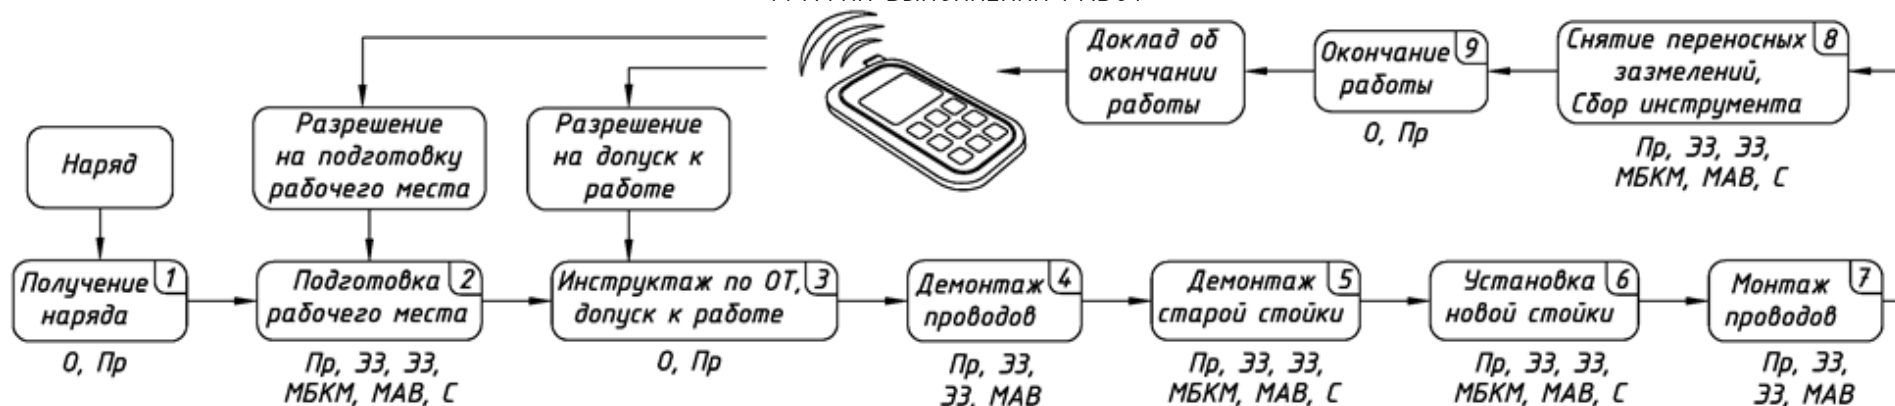 Наряд
Разрешение
на подготовку
рабочего места
Разрешение
на допуск к
работе
Доклад об
окончании
работы
Окончание 9
работы
О, Пр
Снятие переносных 8
зазмелений,
Сбор инструмента
Пр, ЭЗ, ЭЗ,
МБКМ, МАВ, С
Получение 1
наряда
О, Пр
Подготовка 2
рабочего места
Пр, ЭЗ, ЭЗ,
МБКМ, МАВ, С
Инструктаж по ОТ, 3
допуск к работе
О, Пр
Демонтаж 4
проводов
Пр, ЭЗ,
ЭЗ, МАВ
Демонтаж 5
старой стойки
Пр, ЭЗ, ЭЗ,
МБКМ, МАВ, С
Установка 6
новой стойки
Пр, ЭЗ, ЭЗ,
МБКМ, МАВ, С
Монтаж 7
проводов
Пр, ЭЗ,
ЭЗ, МАВ